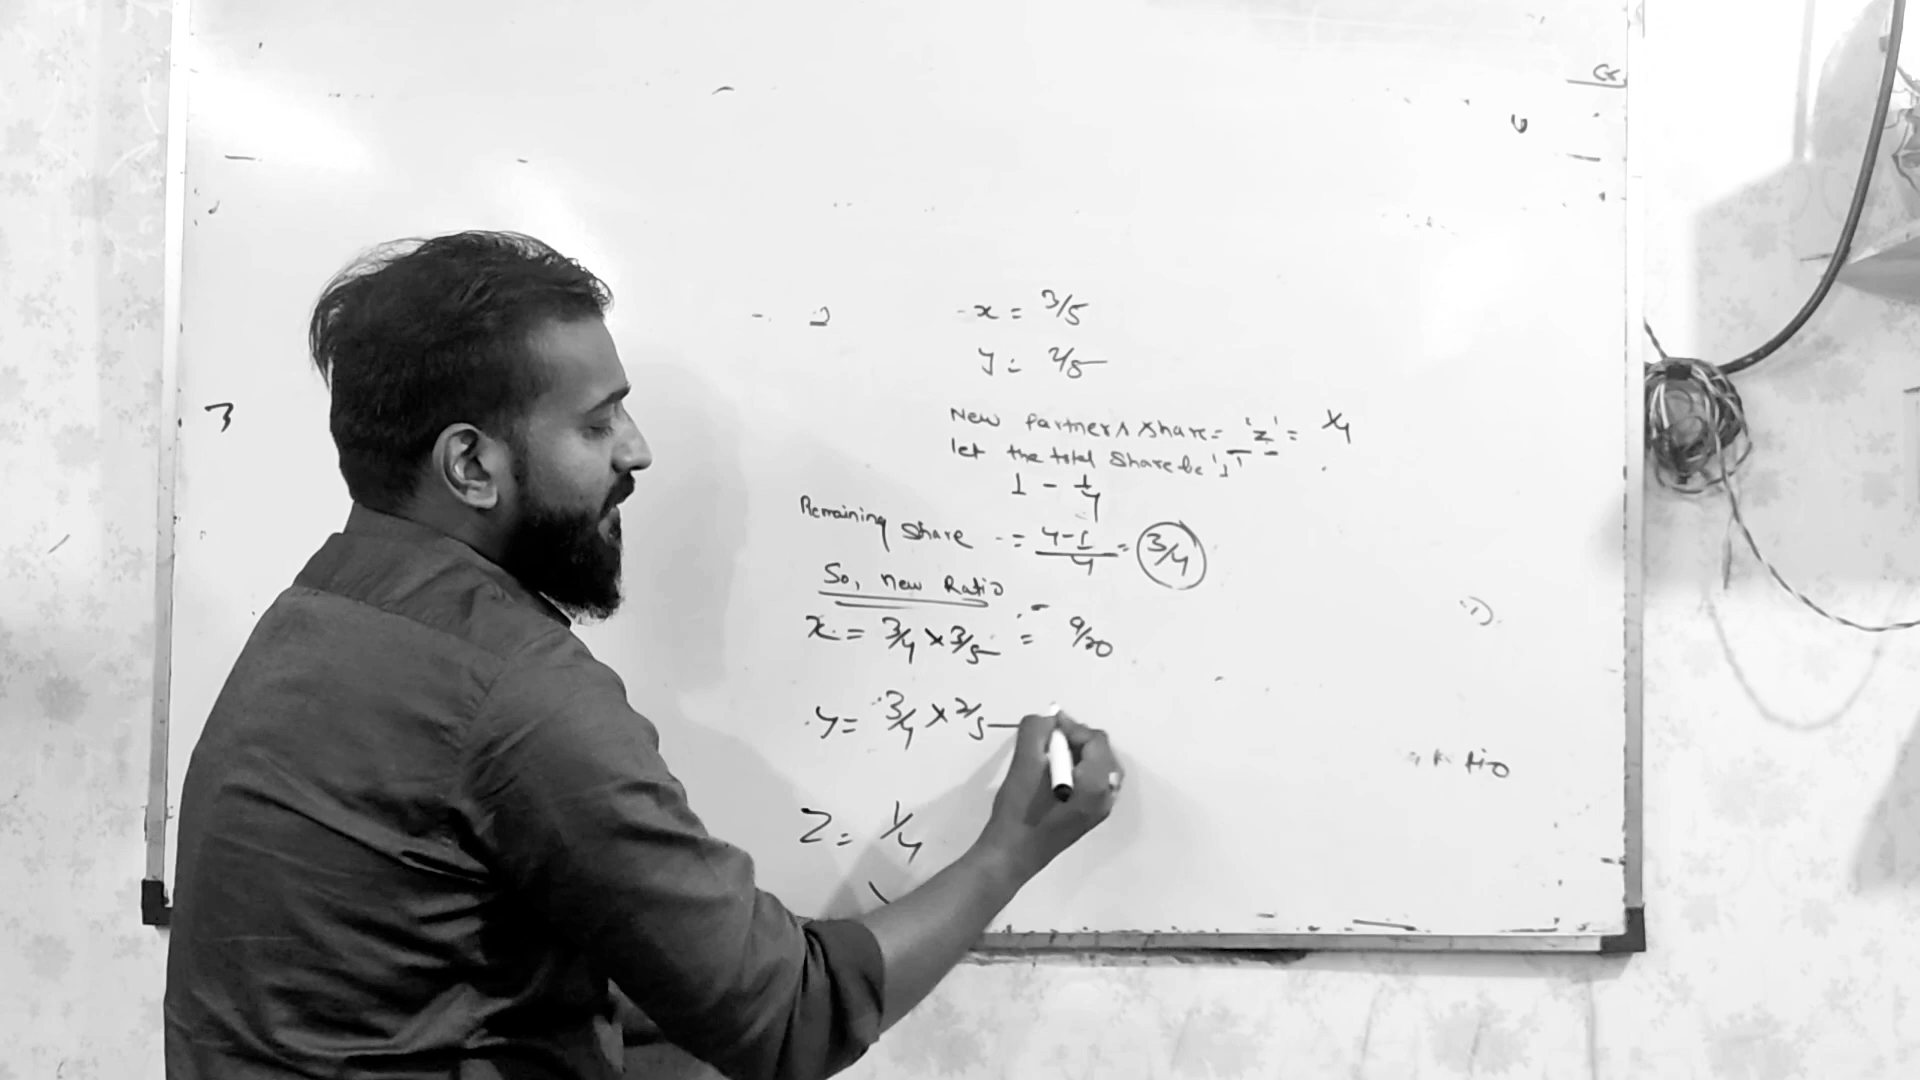 x = 3/5
y = 2/5
New partners share = 'z' = 1/4
let the total share be '1'
1 - 1/4
Remaining share = 4-1/4 = 3/4
So, new Ratio
x = 3/4 × 3/5 = 9/20
y = 3/4 × 2/5
Z = 1/4